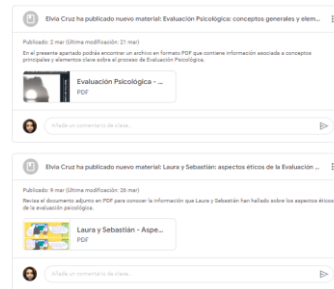 Elvia Cruz ha publicado nuevo material: Evaluación Psicológica: conceptos generales y elem...
Publicado: 2 mar (Última modificación: 21 mar)
En el presente apartado podrás encontrar un archivo en formato PDF que contiene información asociada a conceptos
principales y elementos clave sobre el proceso de Evaluación Psicológica.
Evaluación Psicológica - ...
PDF
Añade un comentario de clase...
Elvia Cruz ha publicado nuevo material: Laura y Sebastián: aspectos éticos de la Evaluación ...
Publicado: 9 mar (Última modificación: 26 mar)
Revisa el documento adjunto en PDF para conocer la información que Laura y Sebastián han hallado sobre los aspectos éticos
de la evaluación psicológica.
Laura y Sebastián - Aspe...
PDF
Añade un comentario de clase...